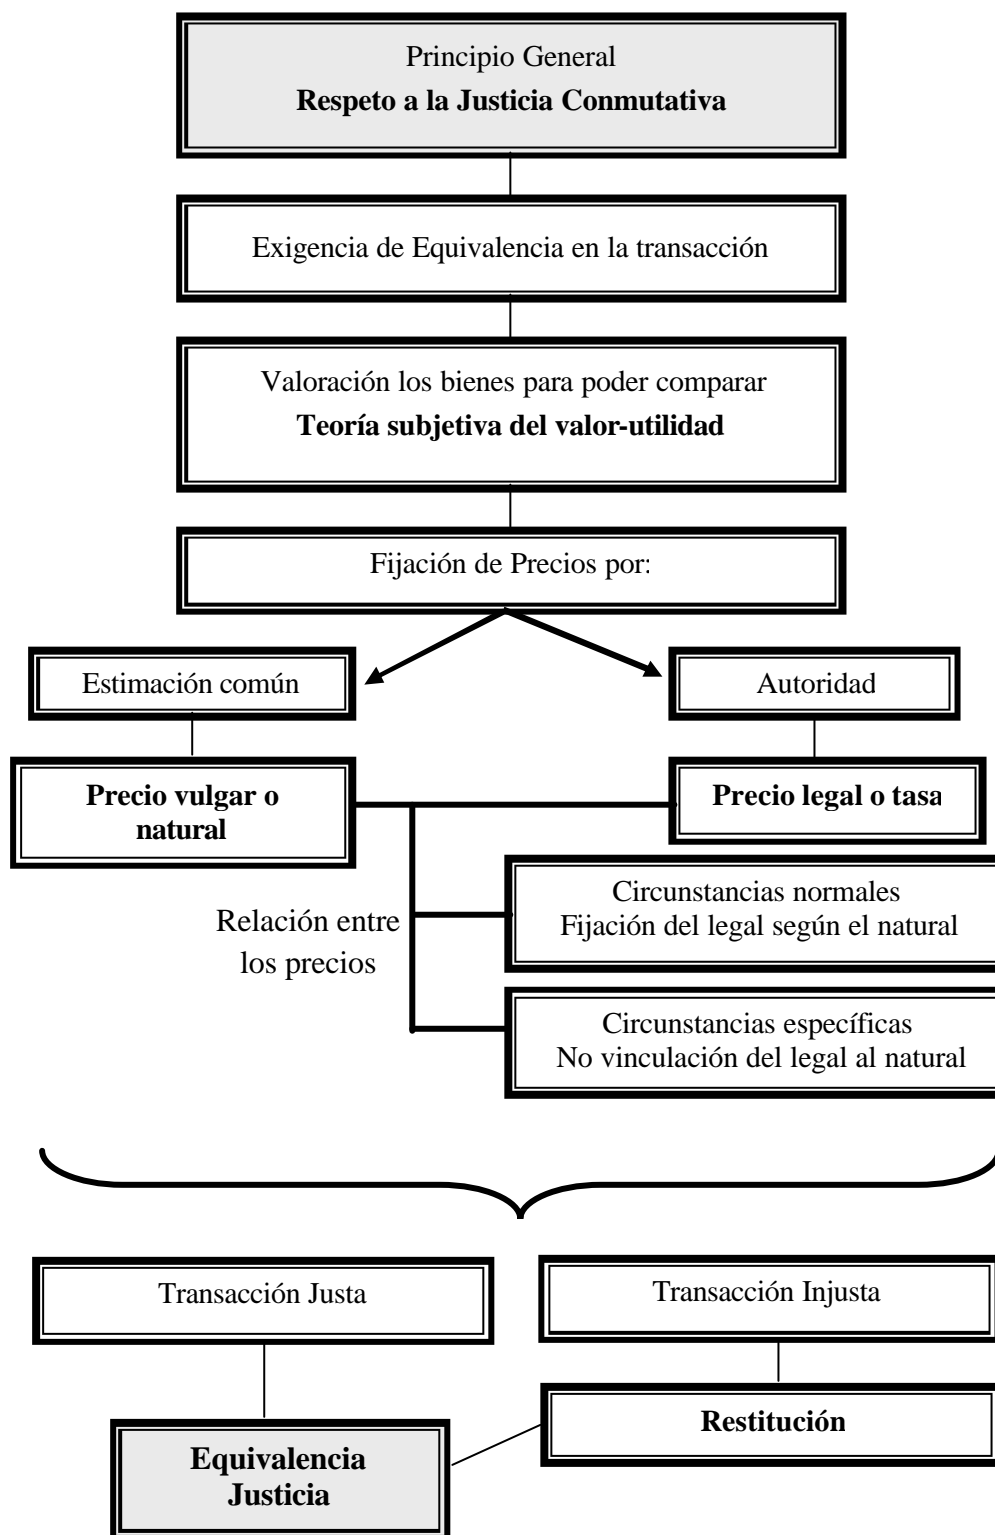 Principio General
Respeto a la Justicia Conmutativa
Exigencia de Equivalencia en la transacción
Valoración los bienes para poder comparar
Teoría subjetiva del valor-utilidad
Fijación de Precios por:
Estimación común
Autoridad
Precio vulgar o
natural
Precio legal o tasa
Relación entre
los precios
Circunstancias normales
Fijación del legal según el natural
Circunstancias específicas
No vinculación del legal al natural
Transacción Justa
Transacción Injusta
Restitución
Equivalencia
Justicia